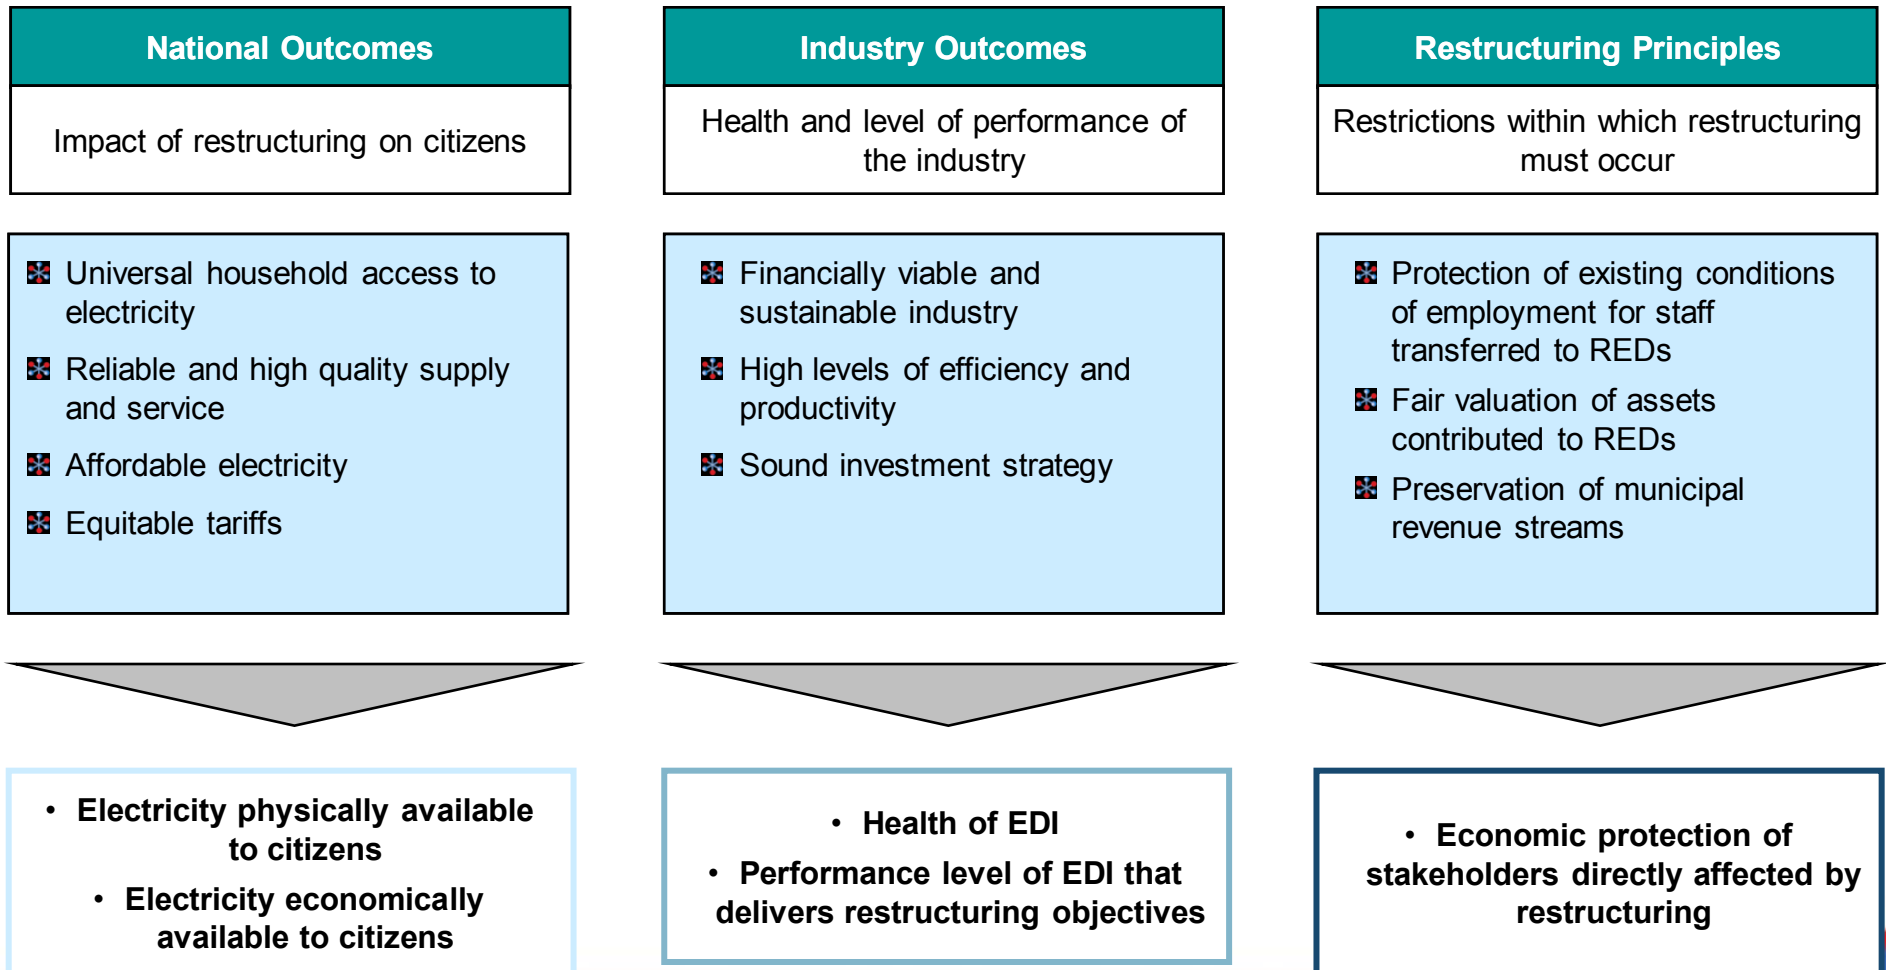 National Outcomes
Impact of restructuring on citizens
Universal household access to
electricity
Reliable and high quality supply
and service
Affordable electricity
Equitable tariffs
• Electricity physically available
to citizens
• Electricity economically
available to citizens
Industry Outcomes
Health and level of performance of
the industry
Financially viable and
sustainable industry
High levels of efficiency and
productivity
Sound investment strategy
• Health of EDI
• Performance level of EDI that
delivers restructuring objectives
Restructuring Principles
Restrictions within which restructuring
must occur
Protection of existing conditions
of employment for staff
transferred to REDs
Fair valuation of assets
contributed to REDs
Preservation of municipal
revenue streams
• Economic protection of
stakeholders directly affected by
restructuring